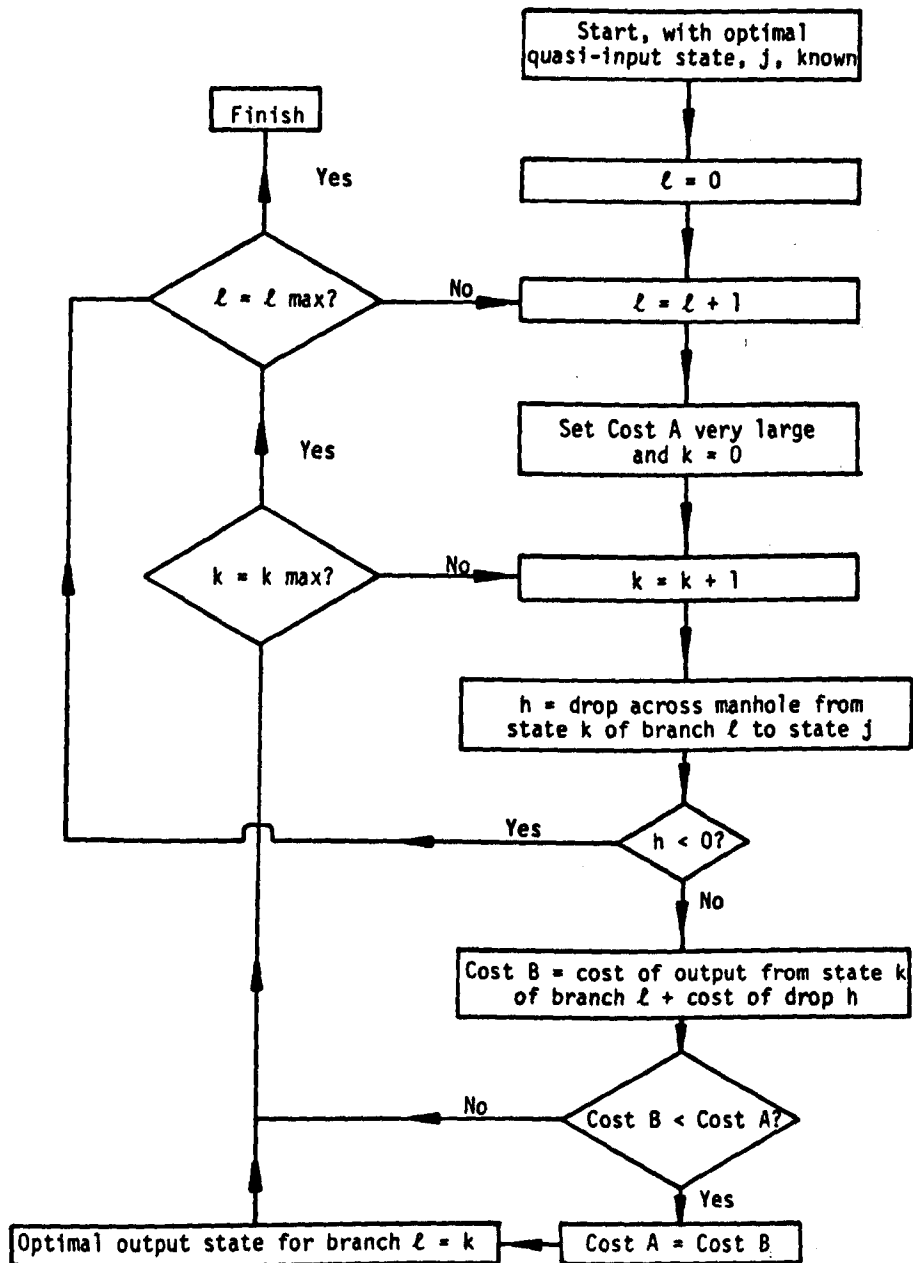 Start, with optimal
quasi-input state, j, known
Finish
Yes
ℓ = 0
ℓ = ℓ max?
No
ℓ = ℓ + 1
Set Cost A very large
and k = 0
Yes
k = k max?
No
k = k + 1
h = drop across manhole from
state k of branch ℓ to state j
Yes
h < 0?
No
Cost B = cost of output from state k
of branch ℓ + cost of drop h
No
Cost B < Cost A?
Yes
Optimal output state for branch ℓ = k
Cost A = Cost B